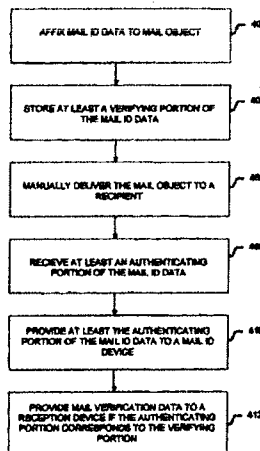 AFFIX MAIL ID DATA TO MAIL OBJECT
STORE AT LEAST A VERIFYING PORTION OF
THE MAIL ID DATA
MANUALLY DELIVER THE MAIL OBJECT TO A
RECIPIENT
RECIEVE AT LEAST AN AUTHENTICATING
PORTION OF THE MAIL ID DATA
PROVIDE AT LEAST THE AUTHENTICATING
PORTION OF THE MAIL ID DATA TO A MAIL ID
DEVICE
PROVIDE MAIL VERIFICATION DATA TO A
RECEPTION DEVICE IF THE AUTHENTICATING
PORTION CORRESPONDS TO THE VERIFYING
PORTION
412